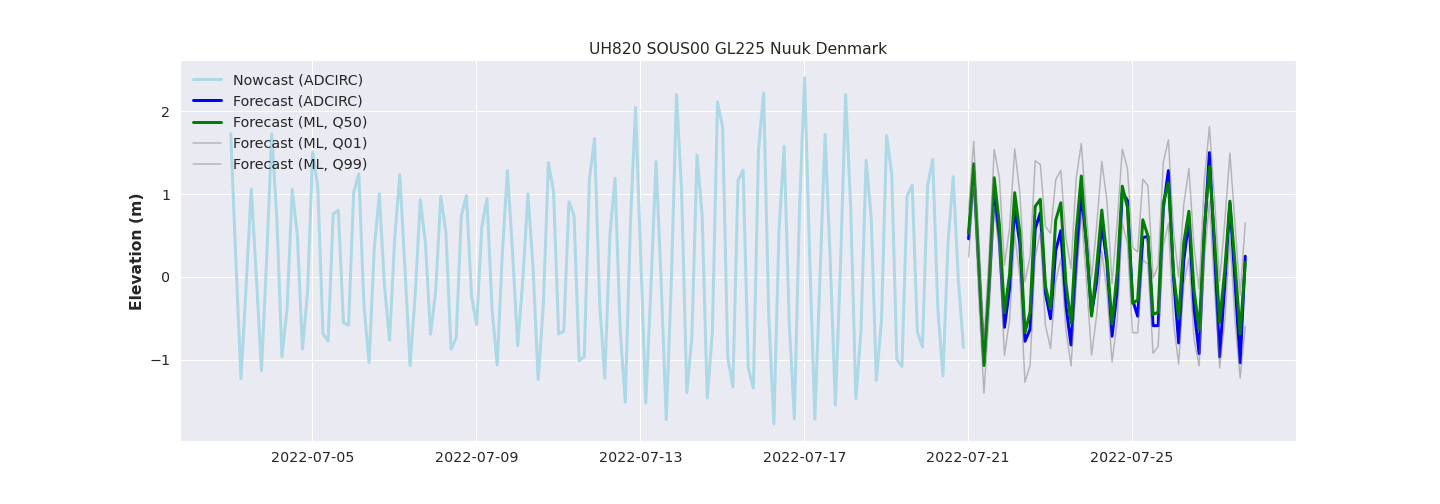 UH820 SOUS00 GL225 Nuuk Denmark
Nowcast (ADCIRC)
Forecast (ADCIRC)
Forecast (ML, Q50)
Forecast (ML, Q01)
Forecast (ML, Q99)
Elevation (m)
2
1
0
−1
2022-07-05
2022-07-09
2022-07-13
2022-07-17
2022-07-21
2022-07-25